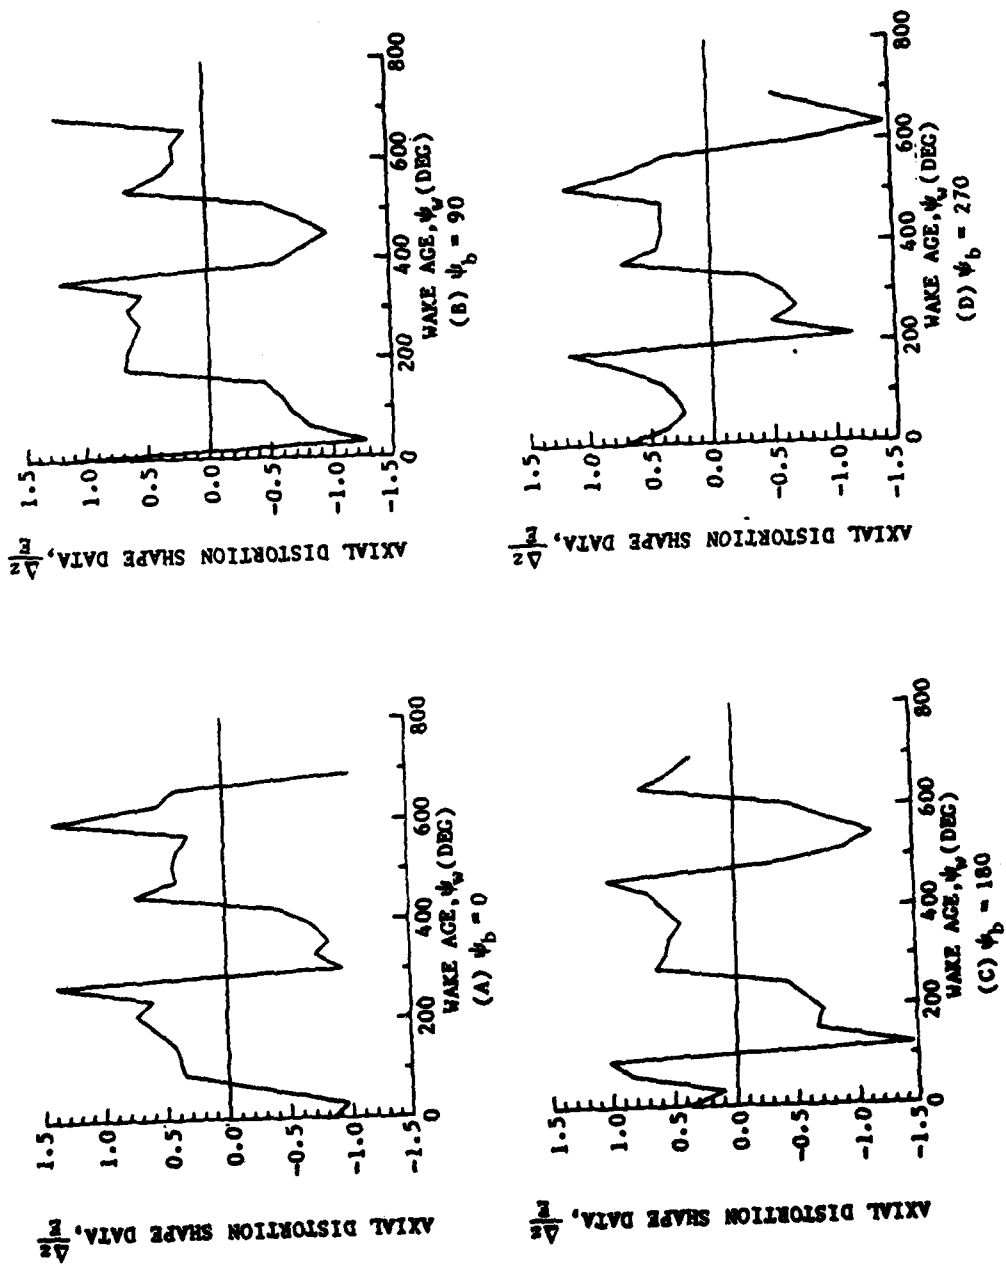 AXIAL DISTORTION SHAPE DATA,
1.5
1.0
0.5
0.0
-0.5
-1.0
-1.5
0 200 400 600 800
WAKE AGE, ψw (DEG)
(A) ψb = 0
AXIAL DISTORTION SHAPE DATA,
1.5
1.0
0.5
0.0
-0.5
-1.0
-1.5
0 200 400 600 800
WAKE AGE, ψw (DEG)
(B) ψb = 90
AXIAL DISTORTION SHAPE DATA,
1.5
1.0
0.5
0.0
-0.5
-1.0
-1.5
0 200 400 600 800
WAKE AGE, ψw (DEG)
(C) ψb = 180
AXIAL DISTORTION SHAPE DATA,
1.5
1.0
0.5
0.0
-0.5
-1.0
-1.5
0 200 400 600 800
WAKE AGE, ψw (DEG)
(D) ψb = 270